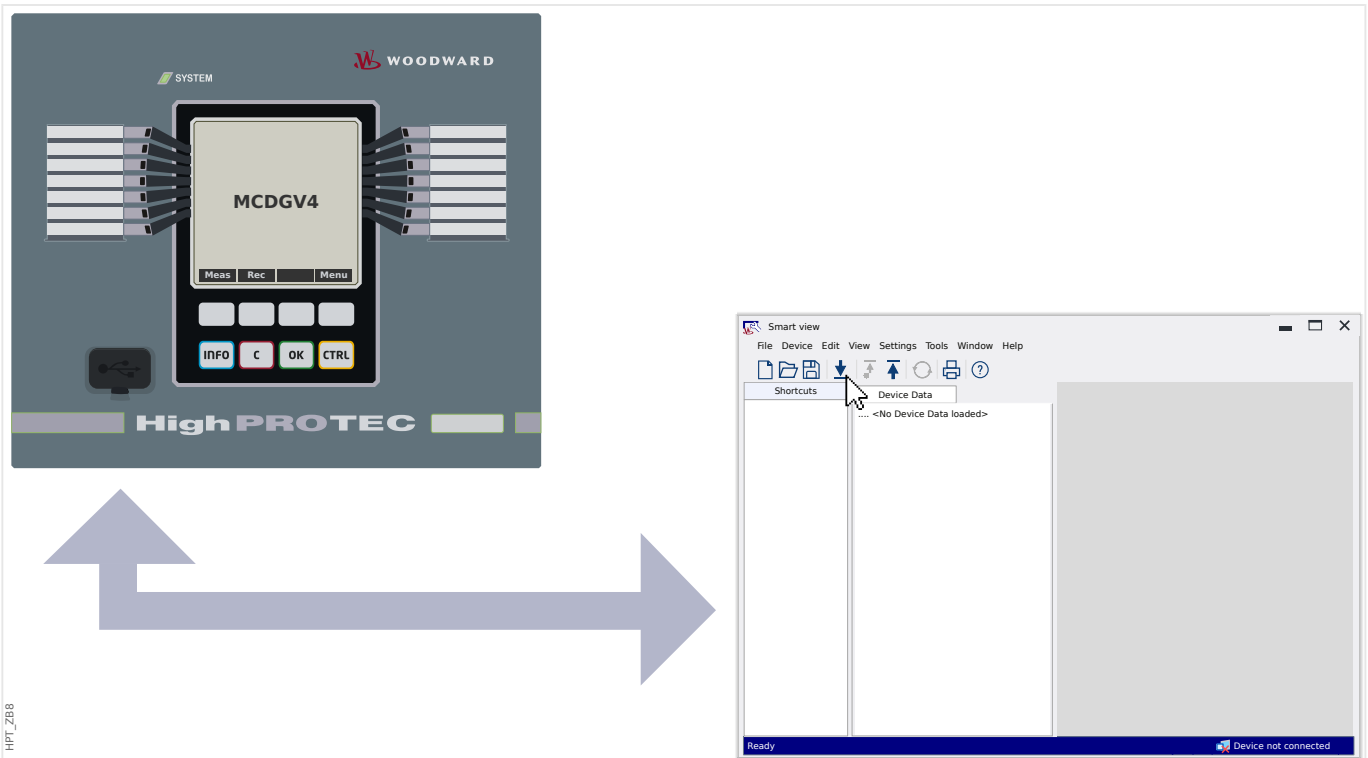 WOODWARD
SYSTEM
MCDGV4
Meas Rec Menu
INFO C OK CTRL
HighPROTEC
Smart view
File Device Edit View Settings Tools Window Help
Shortcuts
Device Data
.... <No Device Data loaded>
Ready
Device not connected
HPT_ZB8